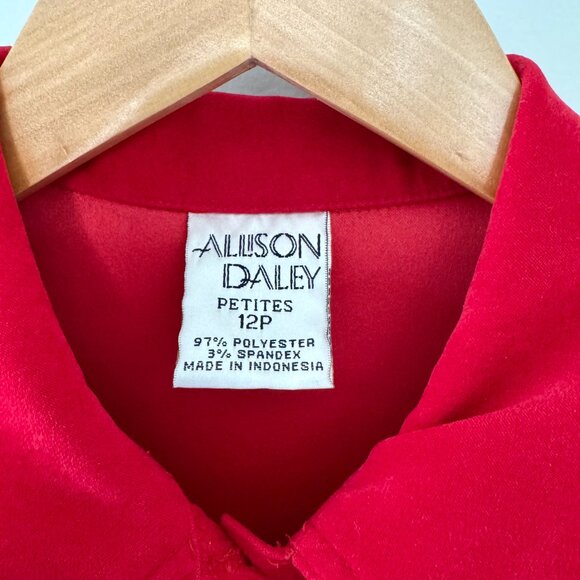 ALLISON
DALEY
PETITES
12P
97% POLYESTER
3% SPANDEX
MADE IN INDONESIA